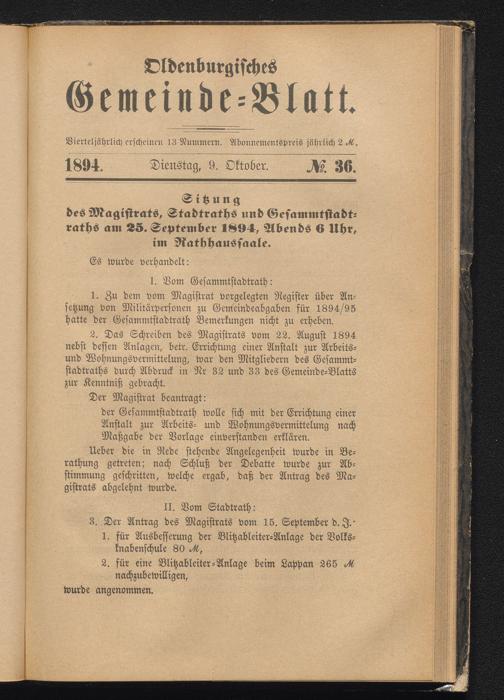 Oldenburgisches
Gemeinde-Blatt.
Vierteljährlich erscheinen 13 Nummern. Abonnementspreis jährlich 2 ℳ.
1894. Dienstag, 9. Oktober. № 36.
Sitzung
des Magistrats, Stadtraths und Gesammtstadt-
raths am 25. September 1894, Abends 6 Uhr,
im Rathhaussaale.
Es wurde verhandelt:
I. Vom Gesammtstadtrath:
1. Zu dem vom Magistrat vorgelegten Register über An-
setzung von Militärpersonen zu Gemeindeabgaben für 1894/95
hatte der Gesammtstadtrath Bemerkungen nicht zu erheben.
2. Das Schreiben des Magistrats vom 22. August 1894
nebst dessen Anlagen, betr. Errichtung einer Anstalt zur Arbeits-
und Wohnungsvermittelung, war den Mitgliedern des Gesammt-
stadtraths durch Abdruck in Nr 32 und 33 des Gemeinde-Blatts
zur Kenntniß gebracht.
Der Magistrat beantragt:
der Gesammtstadtrath wolle sich mit der Errichtung einer
Anstalt zur Arbeits- und Wohnungsvermittelung nach
Maßgabe der Vorlage einverstanden erklären.
Ueber die in Rede stehende Angelegenheit wurde in Be-
rathung getreten; nach Schluß der Debatte wurde zur Ab-
stimmung geschritten, welche ergab, daß der Antrag des Ma-
gistrats abgelehnt wurde.
II. Vom Stadtrath:
3. Der Antrag des Magistrats vom 15. September d. J.
1. für Ausbesserung der Blitzableiter-Anlage der Volks-
knabenschule 80 ℳ,
2. für eine Blitzableiter-Anlage beim Lappan 265 ℳ
nachzubewilligen,
wurde angenommen.